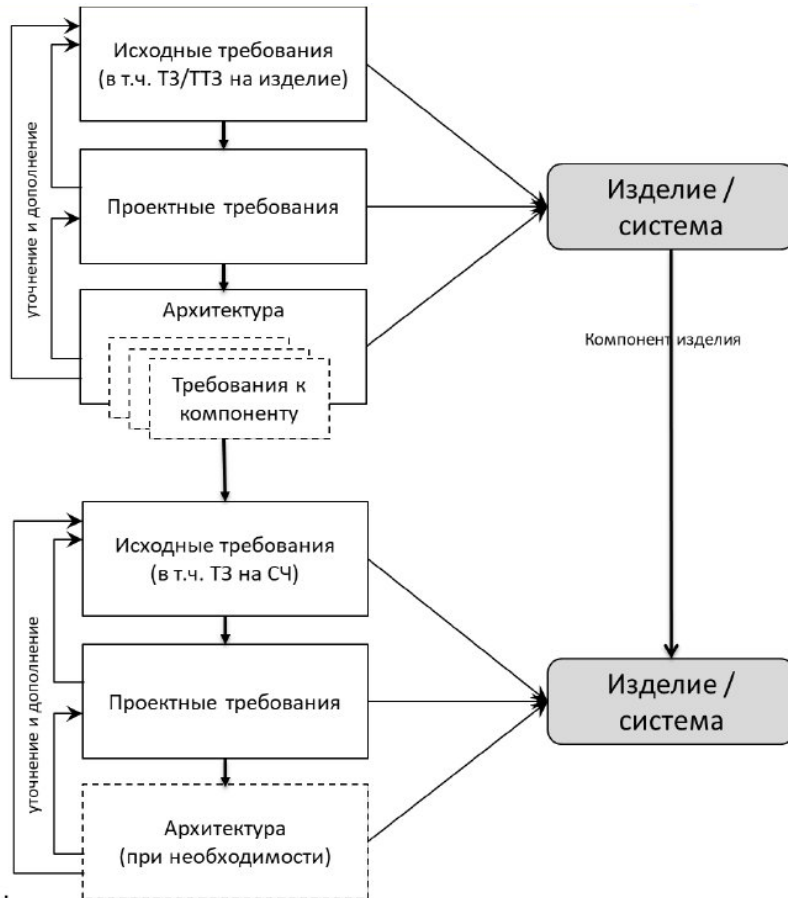 Исходные требования
(в т.ч. ТЗ/ТТЗ на изделие)
уточнение и дополнение
Проектные требования
Изделие /
система
Архитектура
Требования к
компоненту
Компонент изделия
Исходные требования
(в т.ч. ТЗ на СЧ)
уточнение и дополнение
Проектные требования
Изделие /
система
Архитектура
(при необходимости)